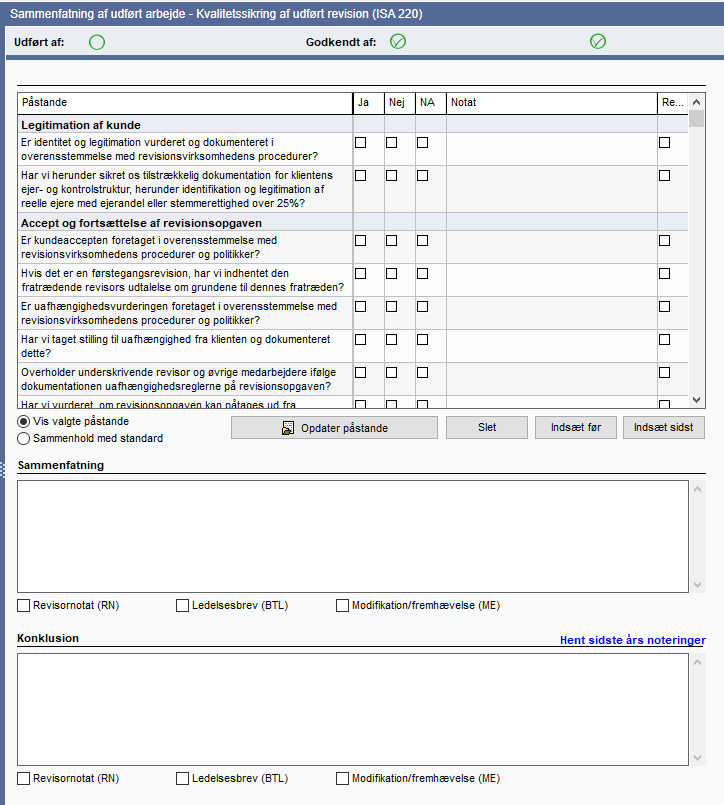 Sammenfatning af udført arbejde - Kvalitetssikring af udført revision (ISA 220)
Udført af: Godkendt af:
Påstande Ja Nej NA Notat Re...
Legitimation af kunde
Er identitet og legitimation vurderet og dokumenteret i
overensstemmelse med revisionsvirksomhedens procedurer?
Har vi herunder sikret os tilstrækkelig dokumentation for klientens
ejer- og kontrolstruktur, herunder identifikation og legitimation af
reelle ejere med ejerandel eller stemmerettighed over 25%?
Accept og fortsættelse af revisionsopgaven
Er kundeaccepten foretaget i overensstemmelse med
revisionsvirksomhedens procedurer og politikker?
Hvis det er en førstegangsrevision, har vi indhentet den
fratrædende revisors udtalelse om grundene til dennes fratræden?
Er uafhængighedsvurderingen foretaget i overensstemmelse med
revisionsvirksomhedens procedurer og politikker?
Har vi taget stilling til uafhængighed fra klienten og dokumenteret
dette?
Overholder underskrivende revisor og øvrige medarbejdere ifølge
dokumentationen uafhængighedsreglerne på revisionsopgaven?
Har vi vurderet, om revisionsopgaven kan påtages ud fra
Vis valgte påstande
Sammenhold med standard
Opdater påstande Slet Indsæt før Indsæt sidst
Sammenfatning
Revisornotat (RN) Ledelsesbrev (BTL) Modifikation/fremhævelse (ME)
Konklusion Hent sidste års noteringer
Revisornotat (RN) Ledelsesbrev (BTL) Modifikation/fremhævelse (ME)